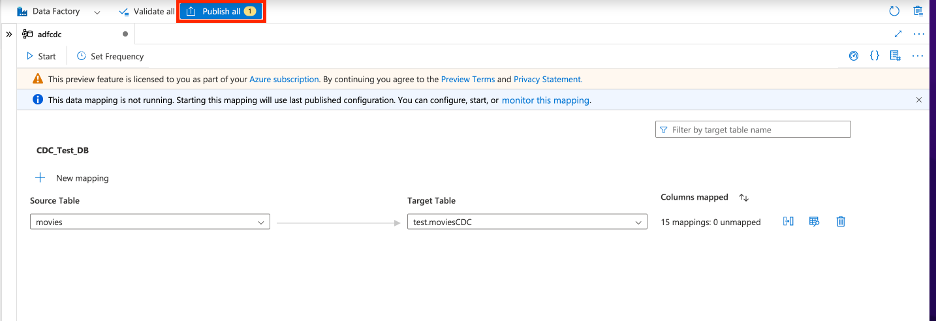 Data Factory Validate all Publish all 1
adfcdc
Start Set Frequency
This preview feature is licensed to you as part of your Azure subscription. By continuing you agree to the Preview Terms and Privacy Statement.
This data mapping is not running. Starting this mapping will use last published configuration. You can configure, start, or monitor this mapping.
Filter by target table name
CDC_Test_DB
New mapping
Source Table Target Table Columns mapped
movies test.moviesCDC 15 mappings: 0 unmapped